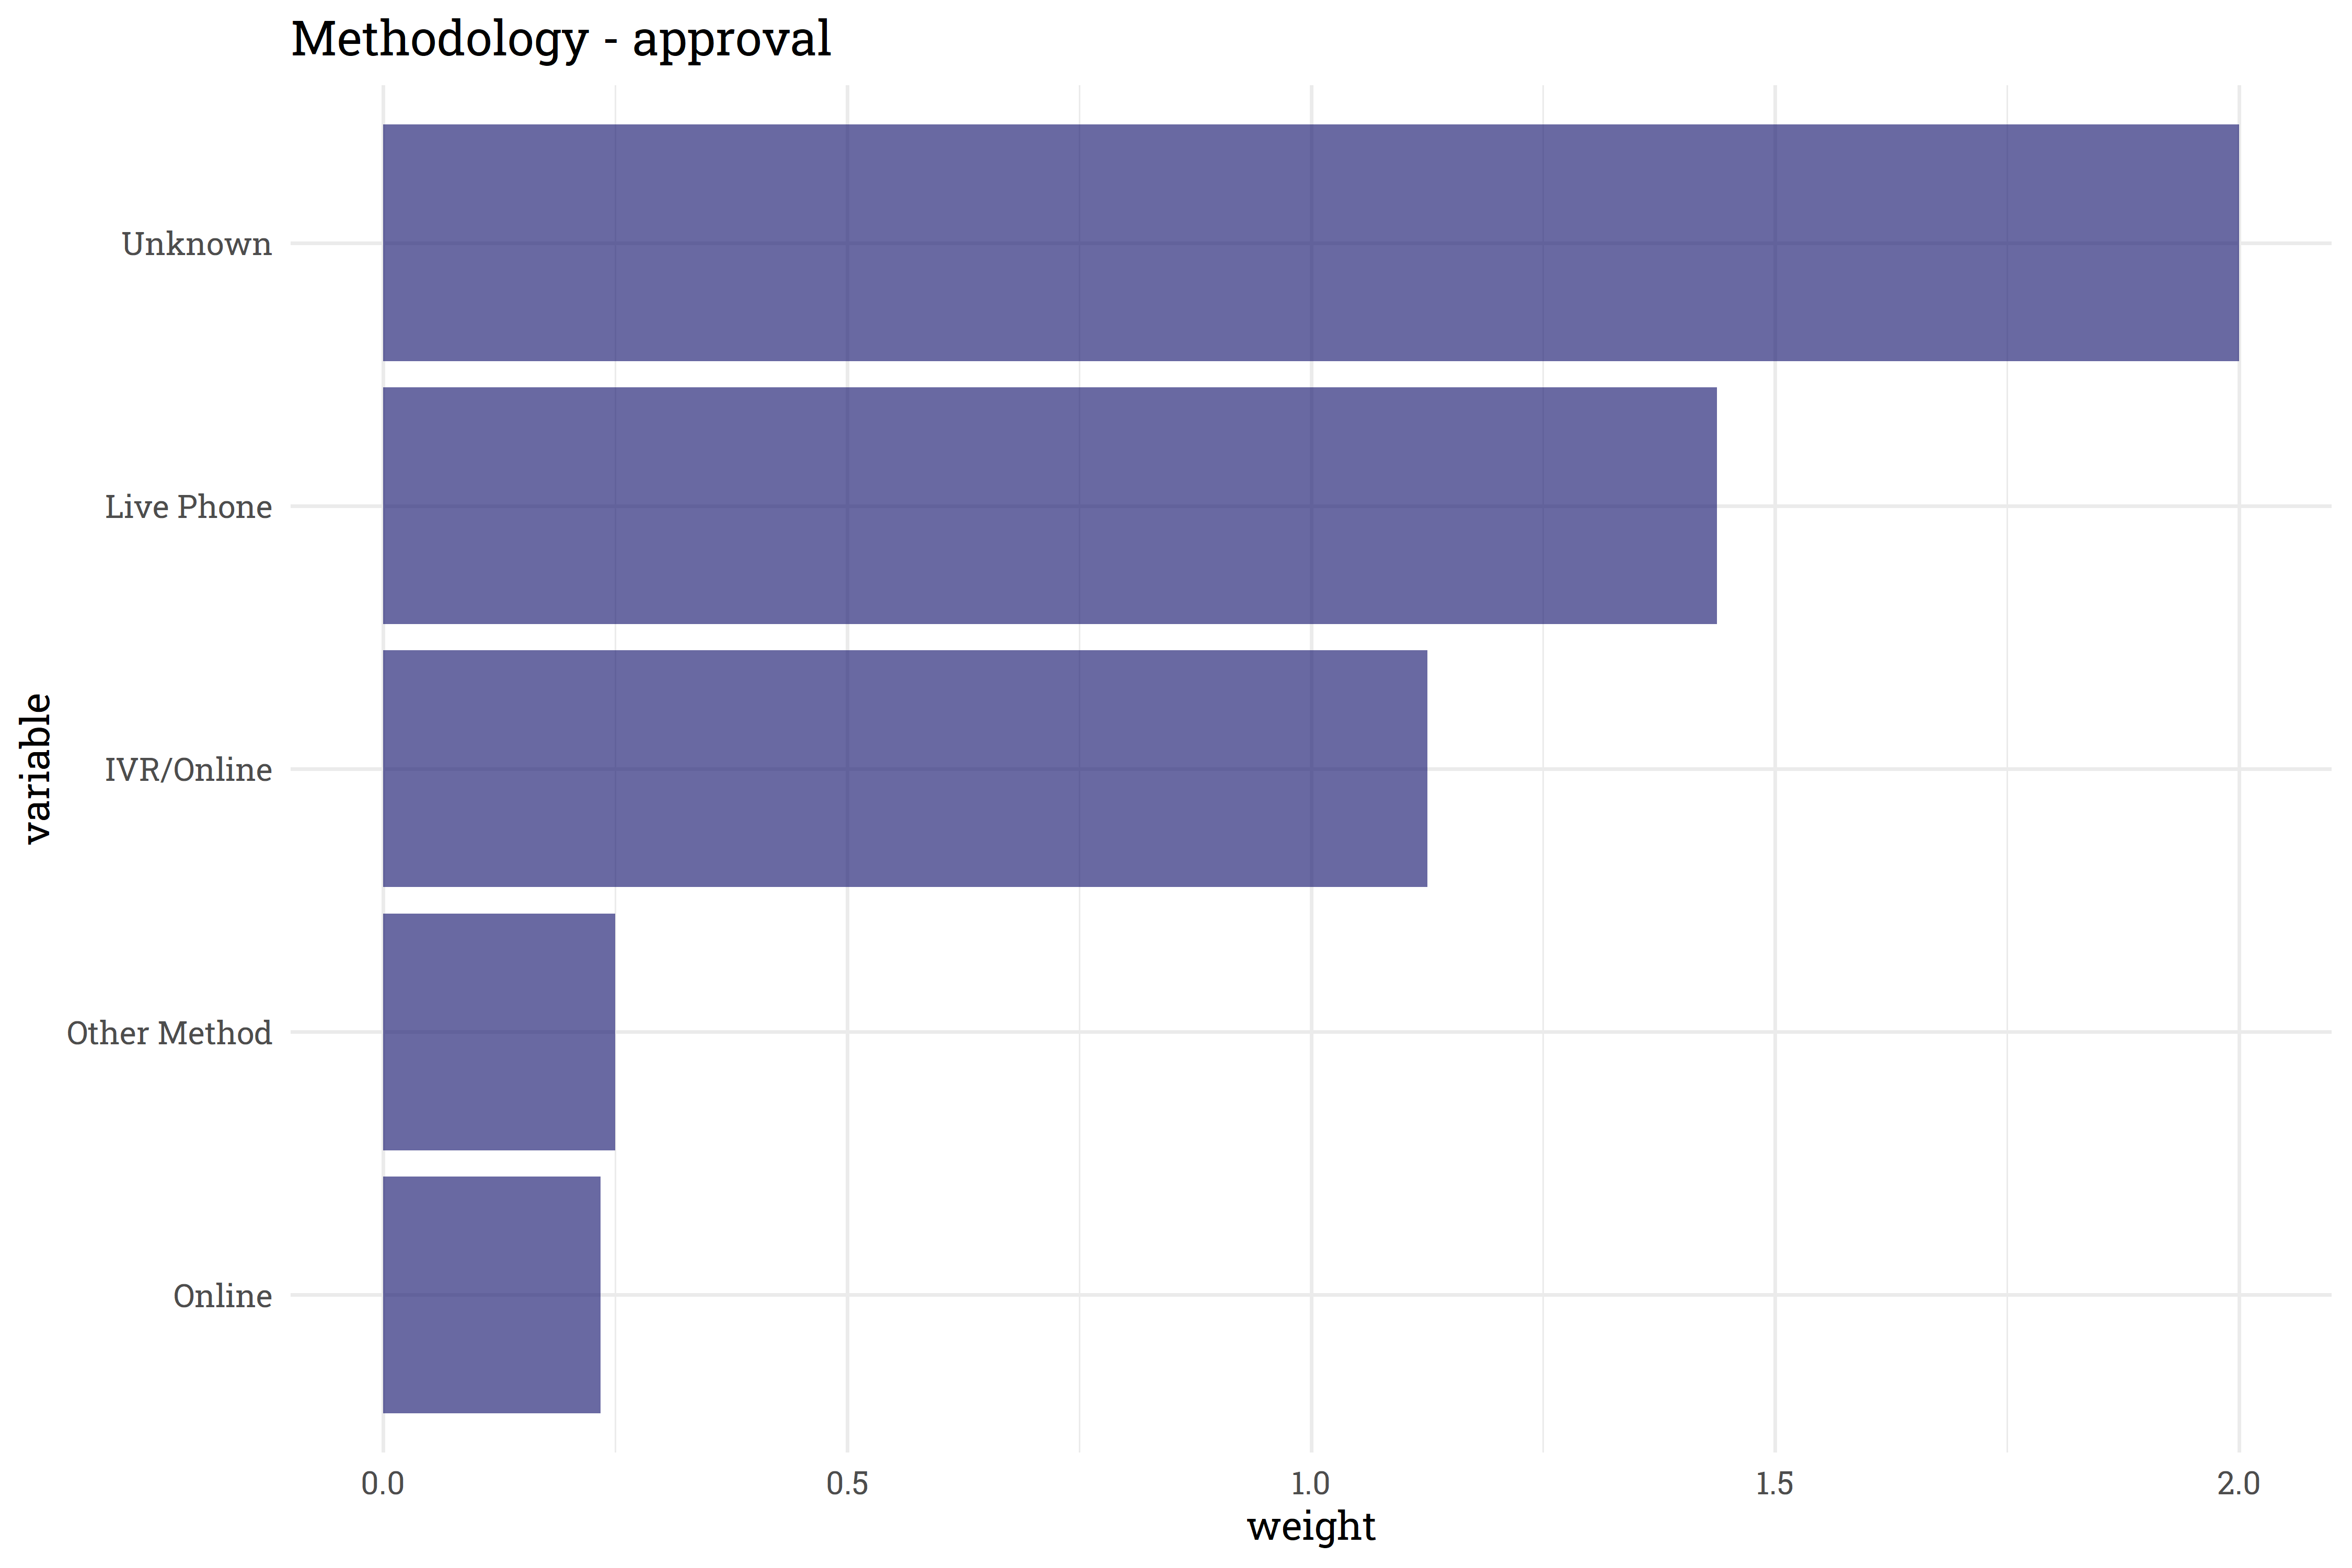 Methodology - approval
Unknown
Live Phone
IVR/Online
Other Method
Online
variable
0.0 0.5 1.0 1.5 2.0
weight